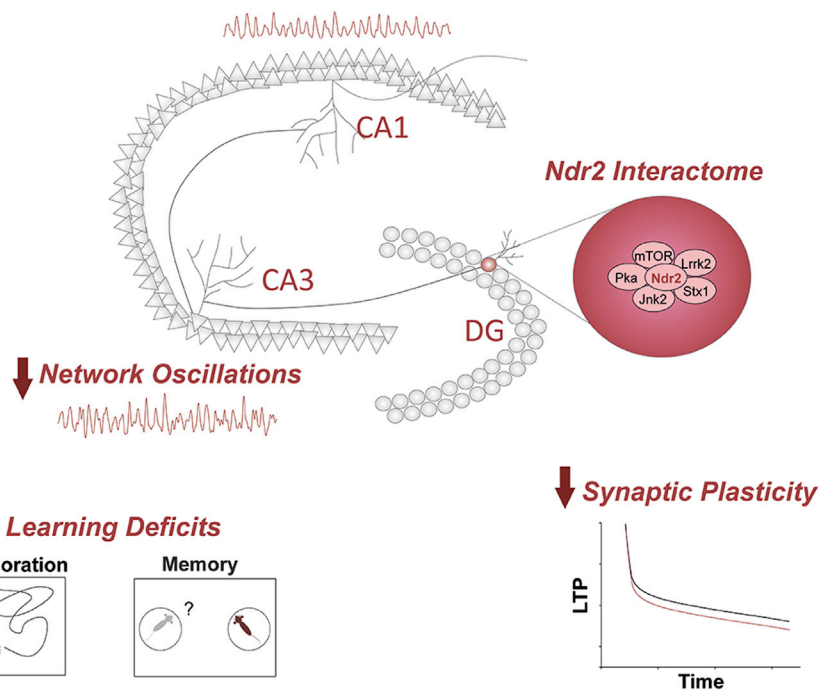 CA1
Ndr2 Interactome
mTOR
Lrrk2
Pka
Ndr2
Jnk2
Stx1
CA3
DG
Network Oscillations
Synaptic Plasticity
Learning Deficits
oration
Memory
?
LTP
Time